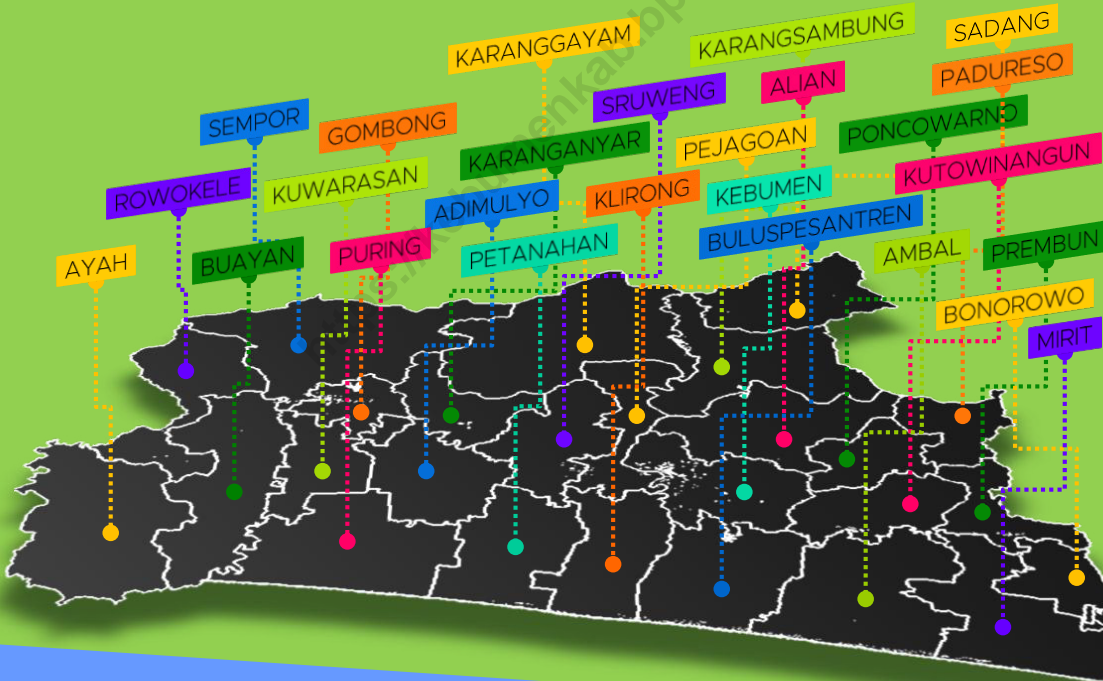 SADANG
KARANGSAMBUNG
KARANGGAYAM
PADURESO
ALIAN
SRUWENG
SEMPOR
GOMBONG
PONCOWARNO
PEJAGOAN
KARANGANYAR
KUTOWINANGUN
KUWARASAN
ROWOKELE
KLIRONG
KEBUMEN
ADIMULYO
BULUSPESANTREN
PETANAHAN
PURING
AMBAL
PREMBUN
BUAYAN
AYAH
BONOROWO
MIRIT